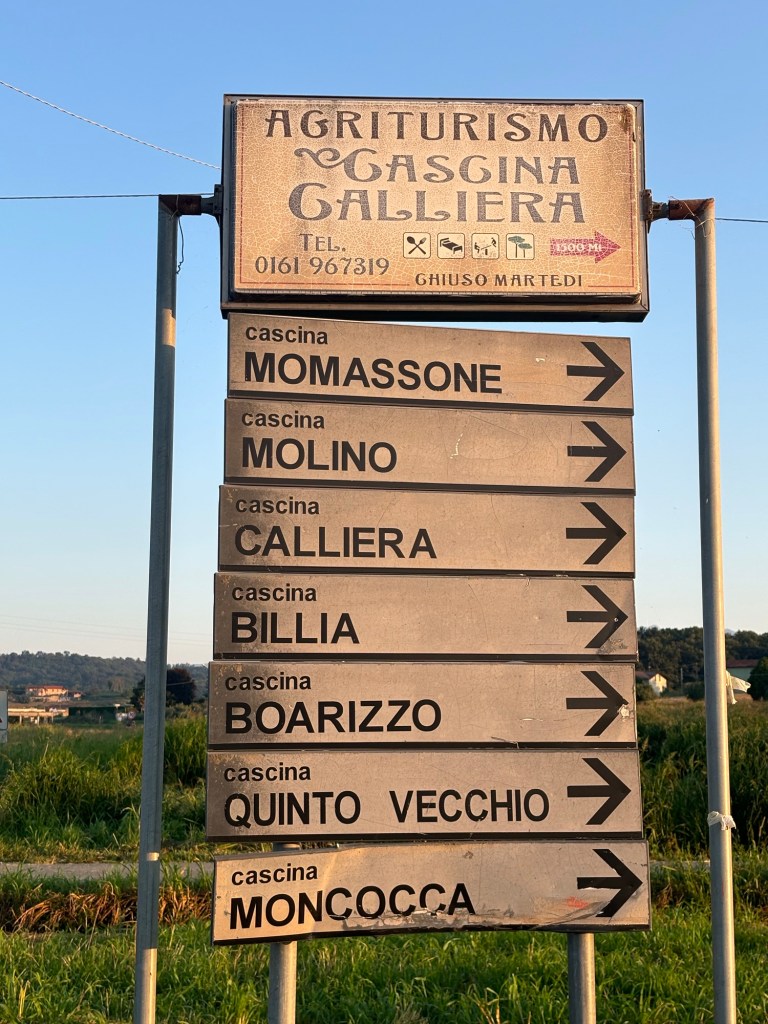 AGRITURISMO
CASCINA
CALLIERA
TEL.
0161 967319
1500 Mt
CHIUSO MARTEDI
cascina
MOMASSONE
cascina
MOLINO
cascina
CALLIERA
cascina
BILLIA
cascina
BOARIZZO
cascina
QUINTO VECCHIO
cascina
MONCOCCA